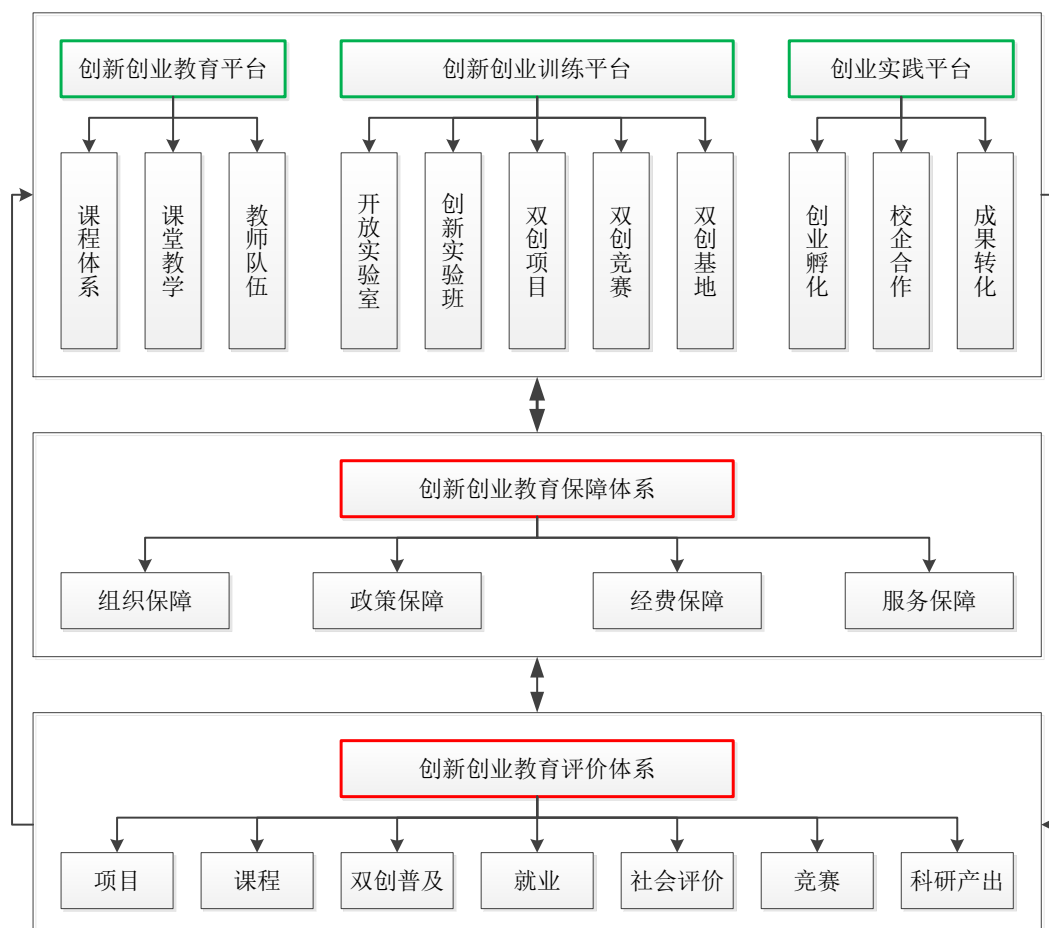 创新创业教育平台
创新创业训练平台
创业实践平台
课程体系
课堂教学
教师队伍
开放实验室
创新实验班
双创项目
双创竞赛
双创基地
创业孵化
校企合作
成果转化
创新创业教育保障体系
组织保障
政策保障
经费保障
服务保障
创新创业教育评价体系
项目
课程
双创普及
就业
社会评价
竞赛
科研产出